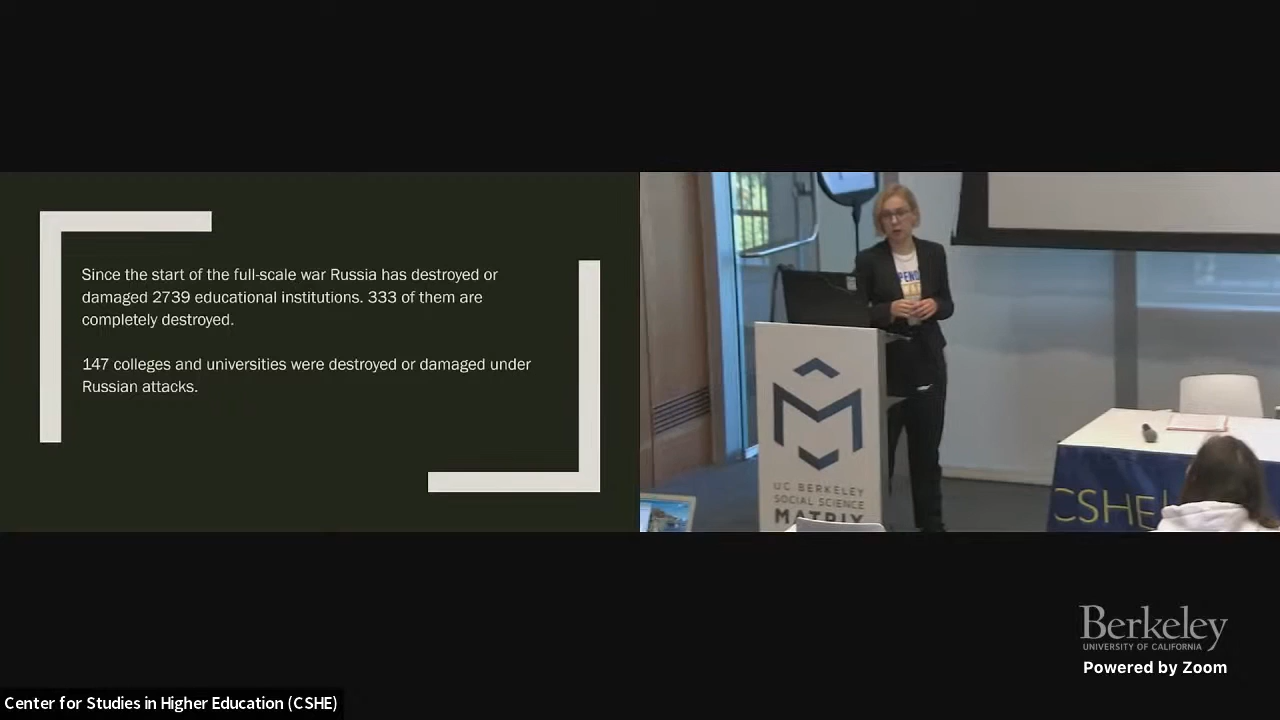 Since the start of the full-scale war Russia has destroyed or
damaged 2739 educational institutions. 333 of them are
completely destroyed.
147 colleges and universities were destroyed or damaged under
Russian attacks.
PEND
UC BERKELEY
SOCIAL SCIENCE
MATRIX
CSHE
Berkeley
UNIVERSITY OF CALIFORNIA
Powered by Zoom
Center for Studies in Higher Education (CSHE)